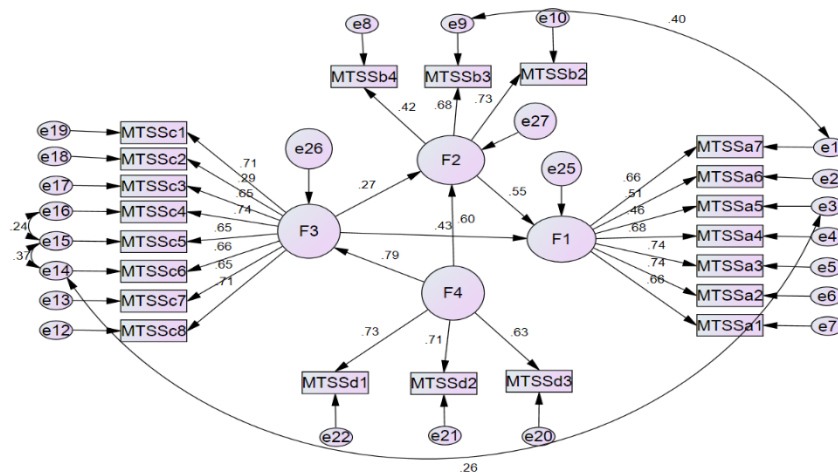 e10
e8
e9
.40
MTSSb4
MTSSb3
MTSSb2
.42
.68
.73
e27
e19
MTSSc1
e26
F2
e25
MTSSa7
e1
e18
MTSSc2
.71
.29
.66
MTSSa6
e2
e17
MTSSc3
.65
.27
.55
.51
MTSSa5
e3
e16
MTSSc4
.74
.60
.46
.24
e15
MTSSc5
.65
F3
.43
F1
.68
MTSSa4
e4
.37
e14
MTSSc6
.66
.79
.74
MTSSa3
e5
e13
MTSSc7
.65
F4
.74
MTSSa2
e6
e12
MTSSc8
.71
.66
MTSSa1
e7
.73
.71
.63
MTSSd1
MTSSd2
MTSSd3
e22
e21
e20
.26